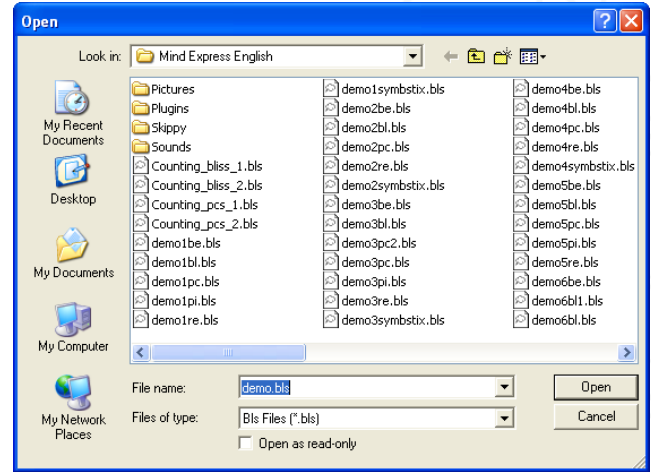 Open
Look in:
Mind Express English
My Recent
Documents
Desktop
My Documents
My Computer
My Network
Places
Pictures
Plugins
Skippy
Sounds
Counting_bliss_1.bls
Counting_bliss_2.bls
Counting_pcs_1.bls
Counting_pcs_2.bls
demo1be.bls
demo1bl.bls
demo1pc.bls
demo1pi.bls
demo1re.bls
demo1symbstix.bls
demo2be.bls
demo2bl.bls
demo2pc.bls
demo2re.bls
demo2symbstix.bls
demo3be.bls
demo3bl.bls
demo3pc2.bls
demo3pc.bls
demo3pi.bls
demo3re.bls
demo3symbstix.bls
demo4be.bls
demo4bl.bls
demo4pc.bls
demo4re.bls
demo4symbstix.bls
demo5be.bls
demo5bl.bls
demo5pc.bls
demo5pi.bls
demo5re.bls
demo6be.bls
demo6bl1.bls
demo6bl.bls
File name:
demo.bls
Open
Files of type:
Bls Files (*.bls)
Cancel
Open as read-only